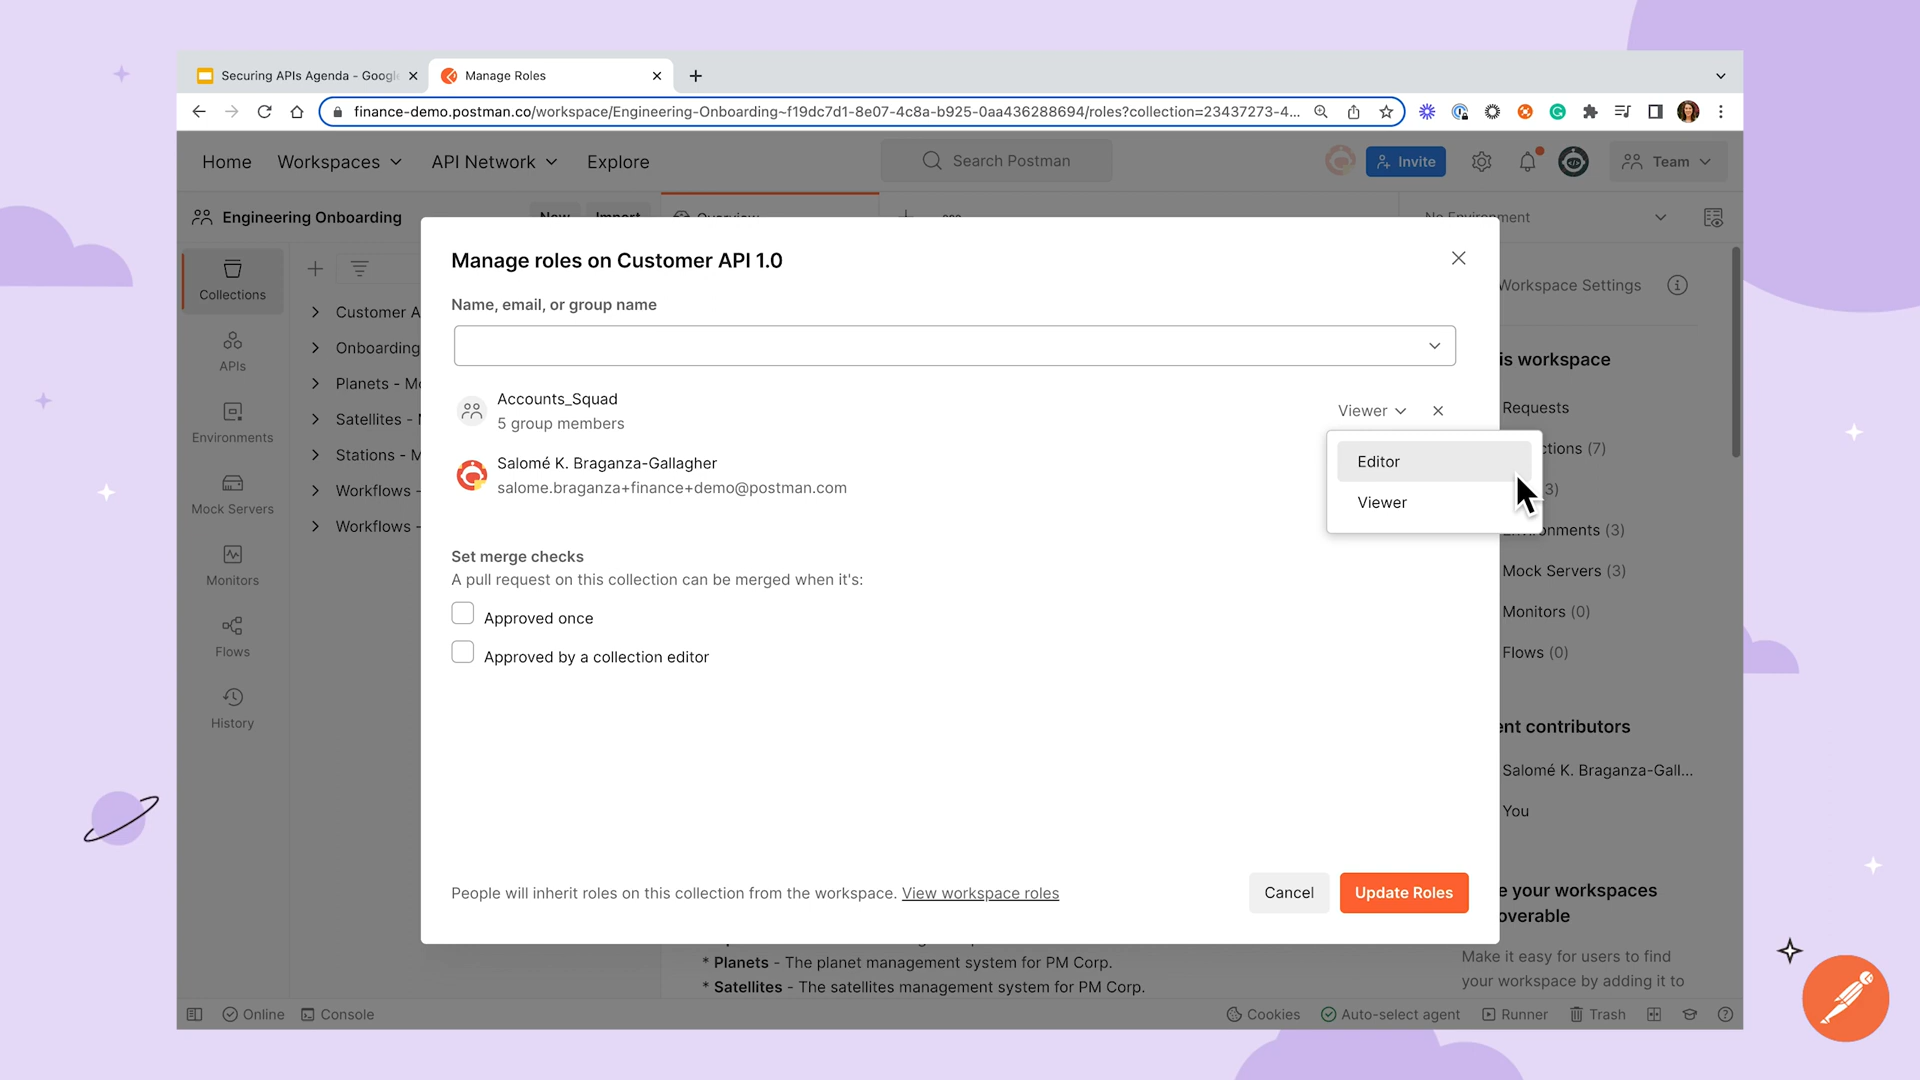 Securing APIs Agenda - Googl
Manage Roles
finance-demo.postman.co/workspace/Engineering-Onboarding~f19dc7d1-8e07-4c8a-b925-0aa436288694/roles?collection=23437273-4...
Home
Workspaces
API Network
Explore
Search Postman
Invite
Team
Engineering Onboarding
New
Import
Overview
No Environment
Collections
APIs
Environments
Mock Servers
Monitors
Flows
History
Customer A
Onboarding
Planets - Mo
Satellites -
Stations - M
Workflows -
Workflows -
Manage roles on Customer API 1.0
Name, email, or group name
Accounts_Squad
5 group members
Viewer
Editor
Viewer
Salomé K. Braganza-Gallagher
salome.braganza+finance+demo@postman.com
Set merge checks
A pull request on this collection can be merged when it's:
Approved once
Approved by a collection editor
People will inherit roles on this collection from the workspace. View workspace roles
Cancel
Update Roles
Workspace Settings
is workspace
Requests
ctions (7)
3)
nments (3)
Mock Servers (3)
Monitors (0)
Flows (0)
ent contributors
Salomé K. Braganza-Gall...
You
e your workspaces
overable
Make it easy for users to find
your workspace by adding it to
* Planets - The planet management system for PM Corp.
* Satellites - The satellites management system for PM Corp.
Online
Console
Cookies
Auto-select agent
Runner
Trash